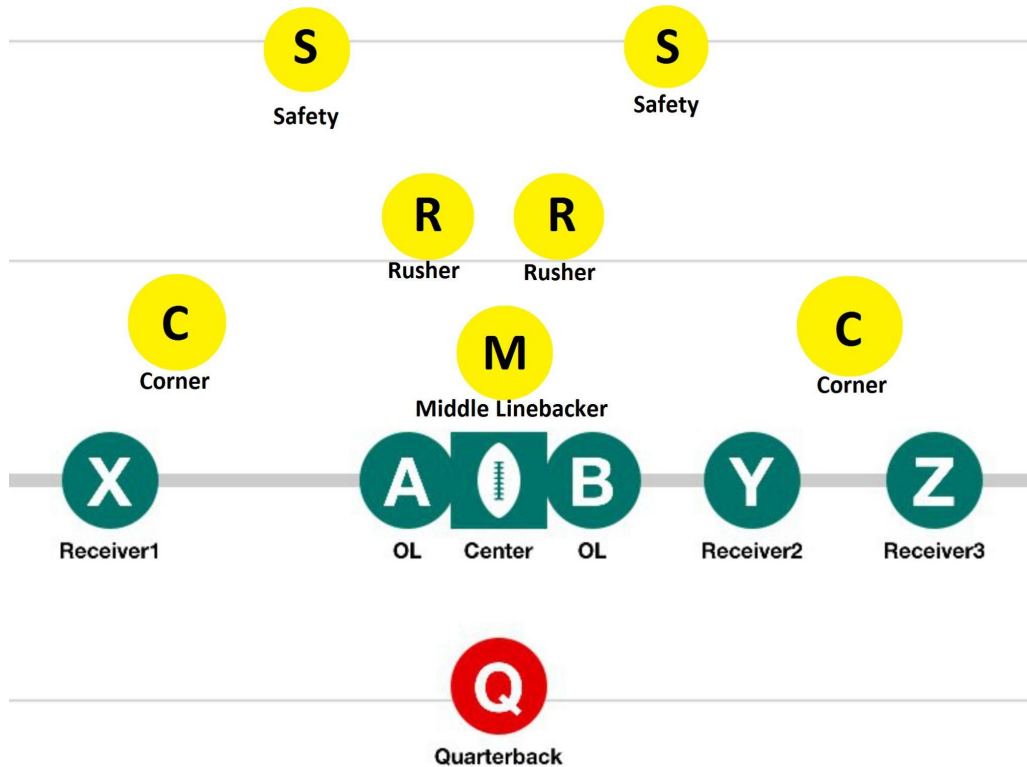 S S
Safety Safety
R R
Rusher Rusher
C M C
Corner Corner
Middle Linebacker
X A B Y Z
Receiver1 OL Center OL Receiver2 Receiver3
Q
Quarterback